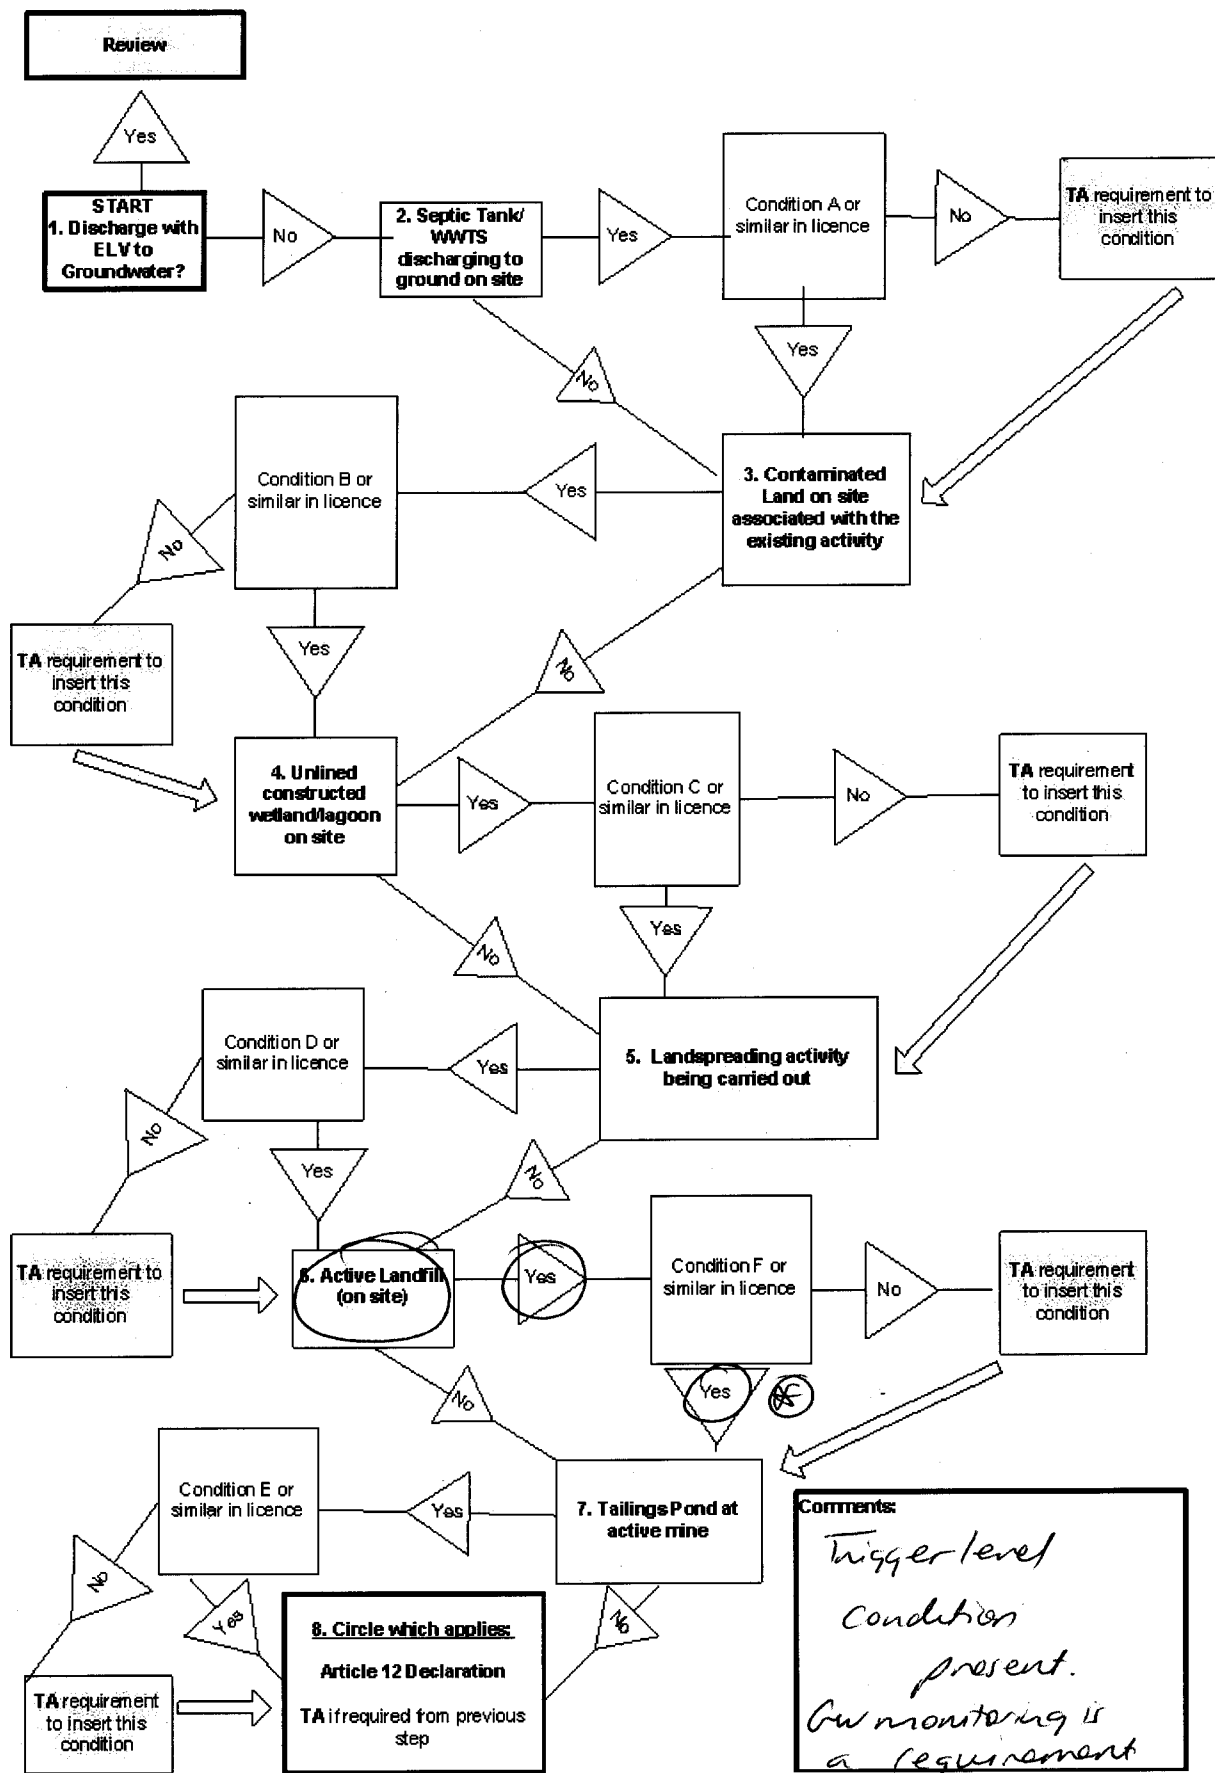 Review
Yes
START
1. Discharge with
ELV to
Groundwater?
No
2. Septic Tank/
WWTS
discharging to
ground on site
Yes
Condition A or
similar in licence
No
TA requirement to
insert this
condition
Yes
No
3. Contaminated
Land on site
associated with the
existing activity
Yes
Condition B or
similar in licence
No
TA requirement to
insert this
condition
Yes
No
4. Unlined
constructed
wetland/lagoon
on site
Yes
Condition C or
similar in licence
No
TA requirement
to insert this
condition
Yes
No
5. Landspreading activity
being carried out
Yes
Condition D or
similar in licence
No
TA requirement to
insert this
condition
Yes
No
6. Active Landfill
(on site)
Yes
Condition F or
similar in licence
No
TA requirement
to insert this
condition
Yes
No
7. Tailings Pond at
active mine
Yes
Condition E or
similar in licence
No
TA requirement
to insert this
condition
Yes
No
8. Circle which applies:
Article 12 Declaration
TA if required from previous
step
Comments:
Trigger level
condition
present.
GW monitoring is
a requirement